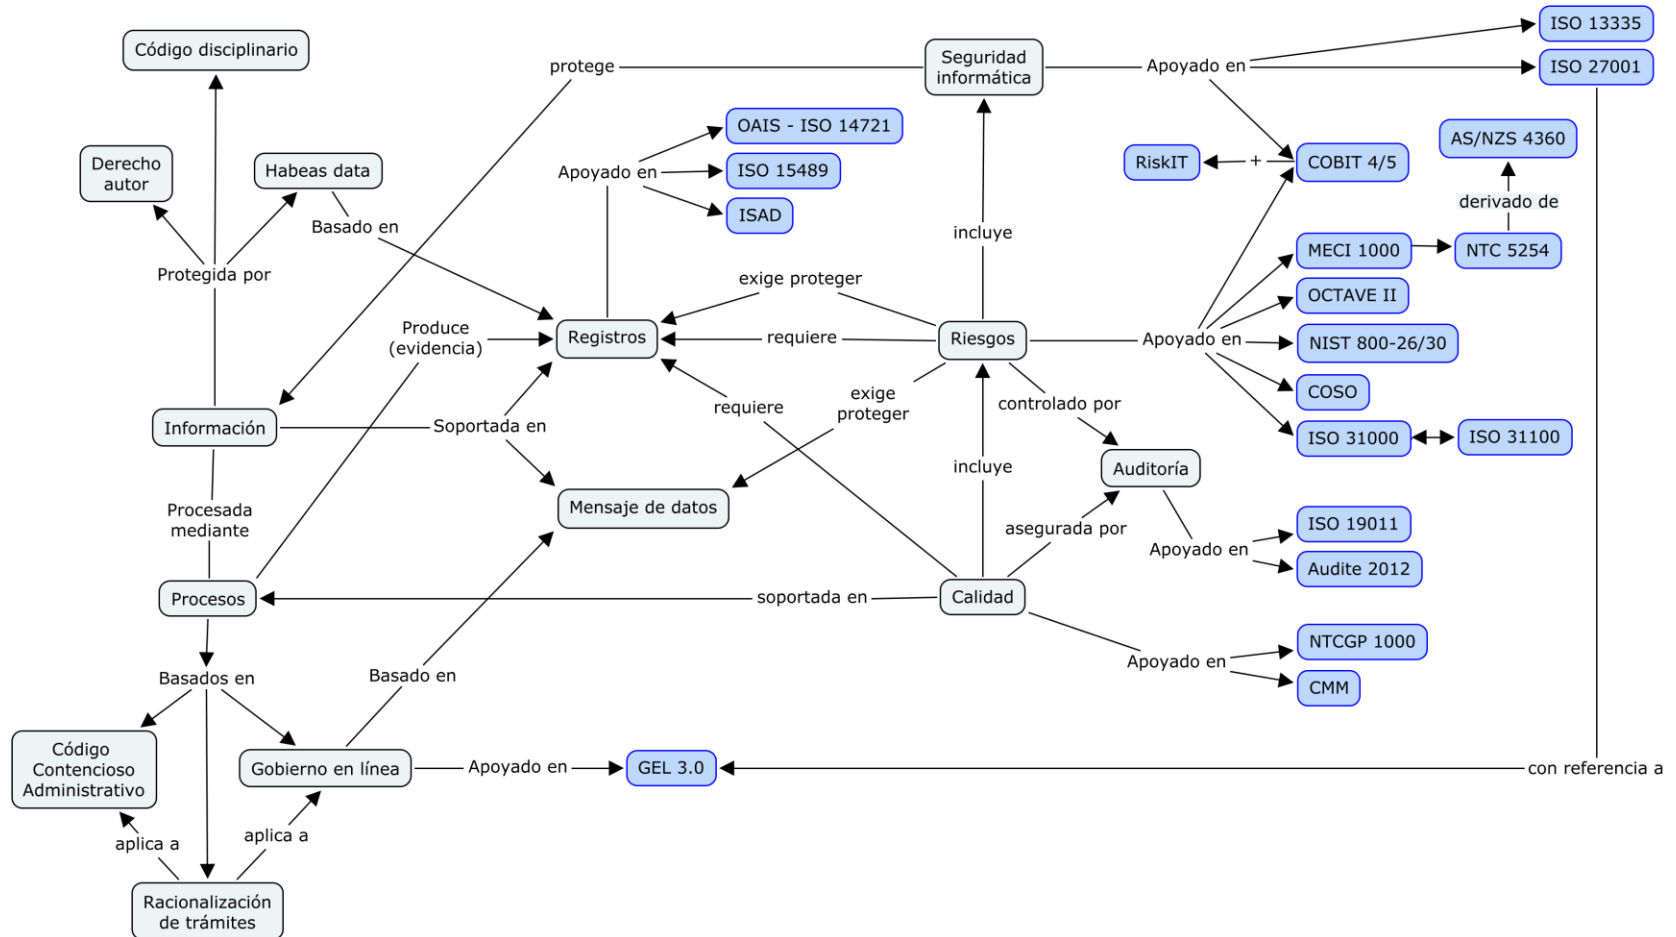 ISO 13335
Código disciplinario
Seguridad
informática
protege
Apoyado en
ISO 27001
OAIS - ISO 14721
AS/NZS 4360
Derecho
autor
Habeas data
Apoyado en
ISO 15489
RiskIT
+
COBIT 4/5
ISAD
derivado de
Basado en
incluye
MECI 1000
NTC 5254
Protegida por
exige proteger
OCTAVE II
Produce
(evidencia)
Registros
requiere
Riesgos
Apoyado en
NIST 800-26/30
COSO
exige
proteger
requiere
controlado por
Información
Soportada en
ISO 31000
ISO 31100
incluye
Auditoría
Procesada
mediante
Mensaje de datos
asegurada por
ISO 19011
Apoyado en
Audite 2012
Procesos
soportada en
Calidad
NTCGP 1000
Apoyado en
Basados en
Basado en
CMM
Código
Contencioso
Administrativo
Gobierno en línea
Apoyado en
GEL 3.0
con referencia a
aplica a
aplica a
Racionalización
de trámites